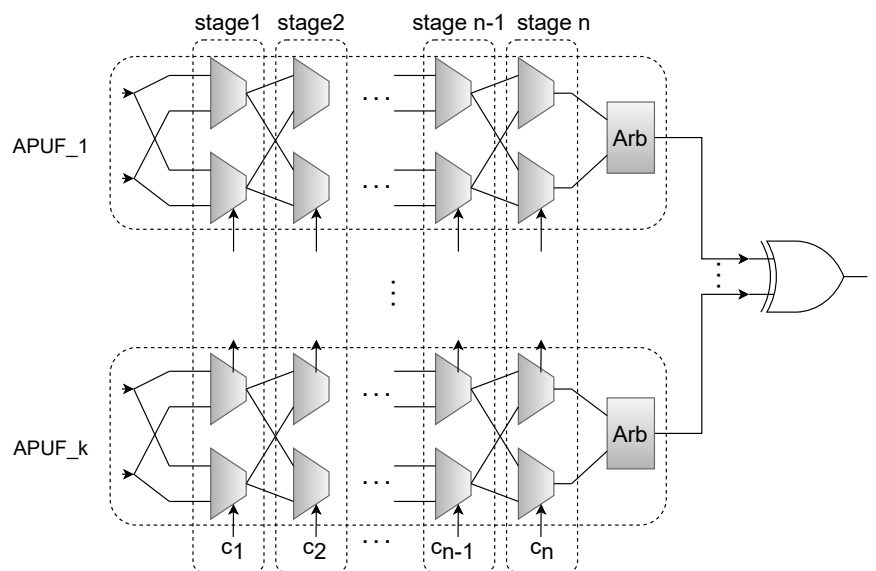 stage1 stage2 stage n-1 stage n
APUF_1
...
Arb
...
...
...
...
APUF_k
...
Arb
...
c1 c2 ... cn-1 cn